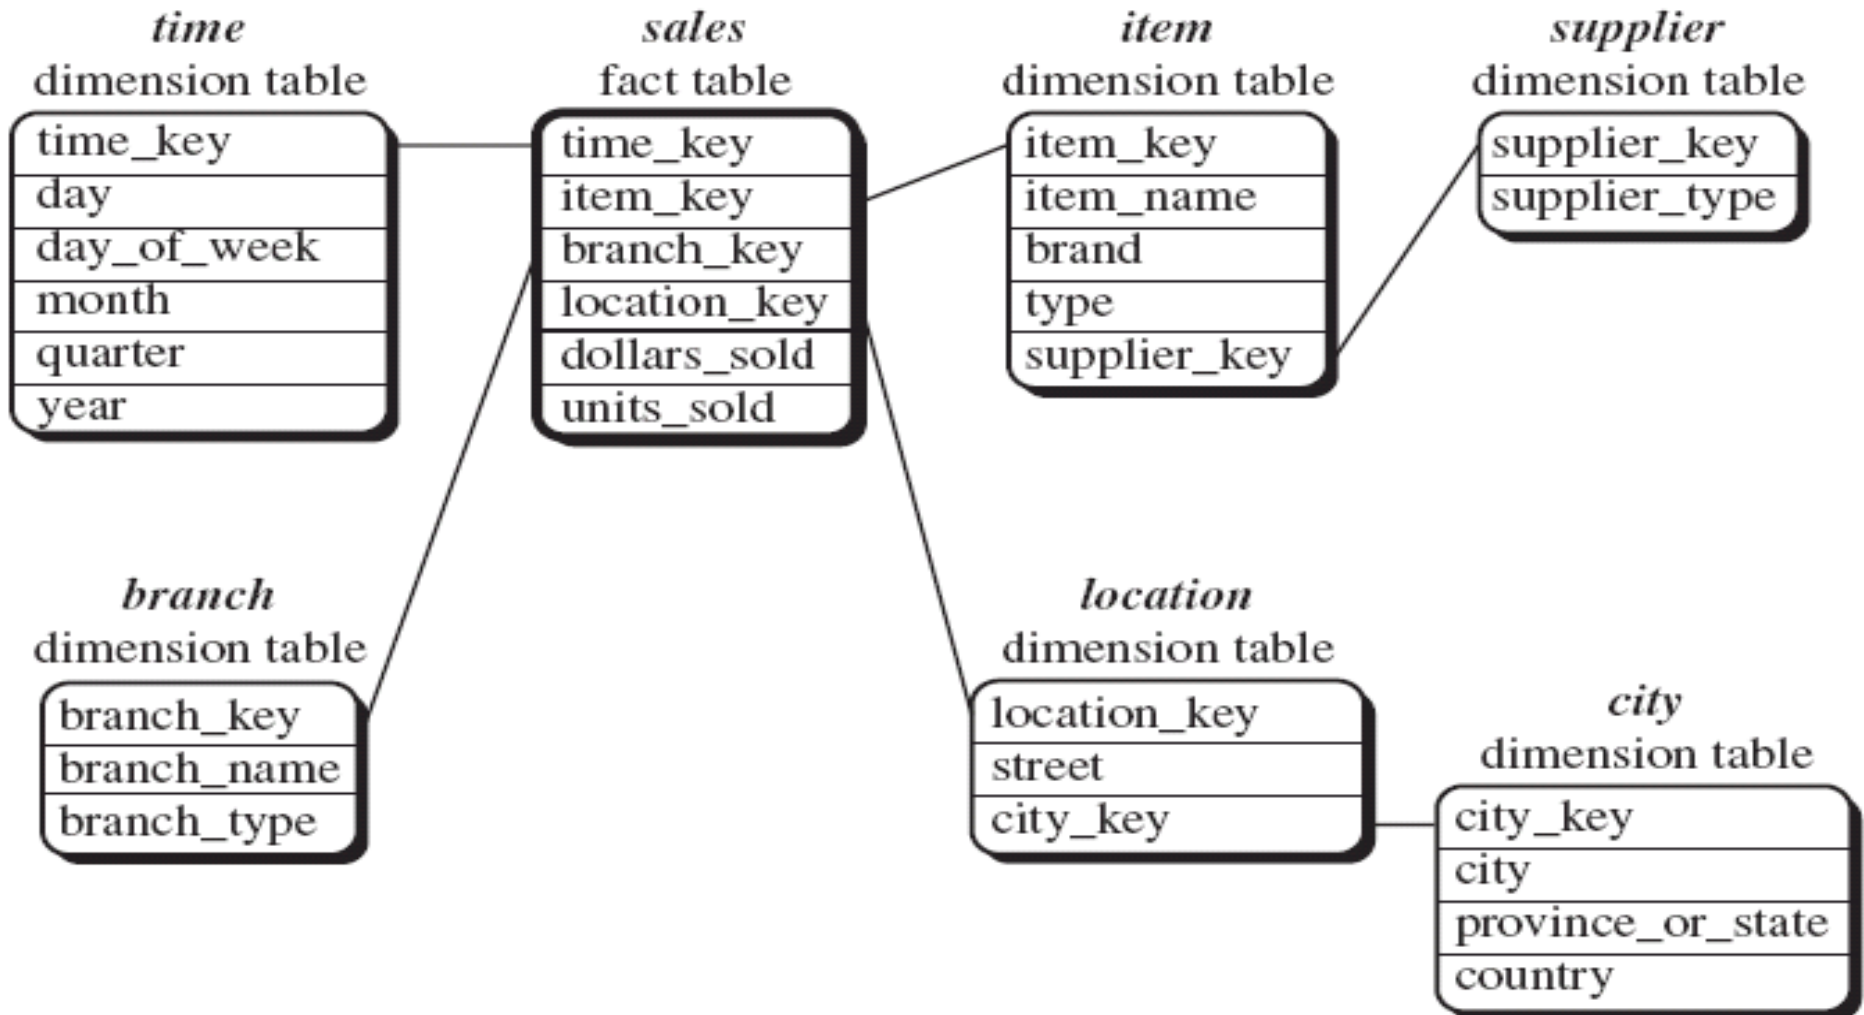 time
dimension table
time_key
day
day_of_week
month
quarter
year
sales
fact table
time_key
item_key
branch_key
location_key
dollars_sold
units_sold
item
dimension table
item_key
item_name
brand
type
supplier_key
supplier
dimension table
supplier_key
supplier_type
branch
dimension table
branch_key
branch_name
branch_type
location
dimension table
location_key
street
city_key
city
dimension table
city_key
city
province_or_state
country